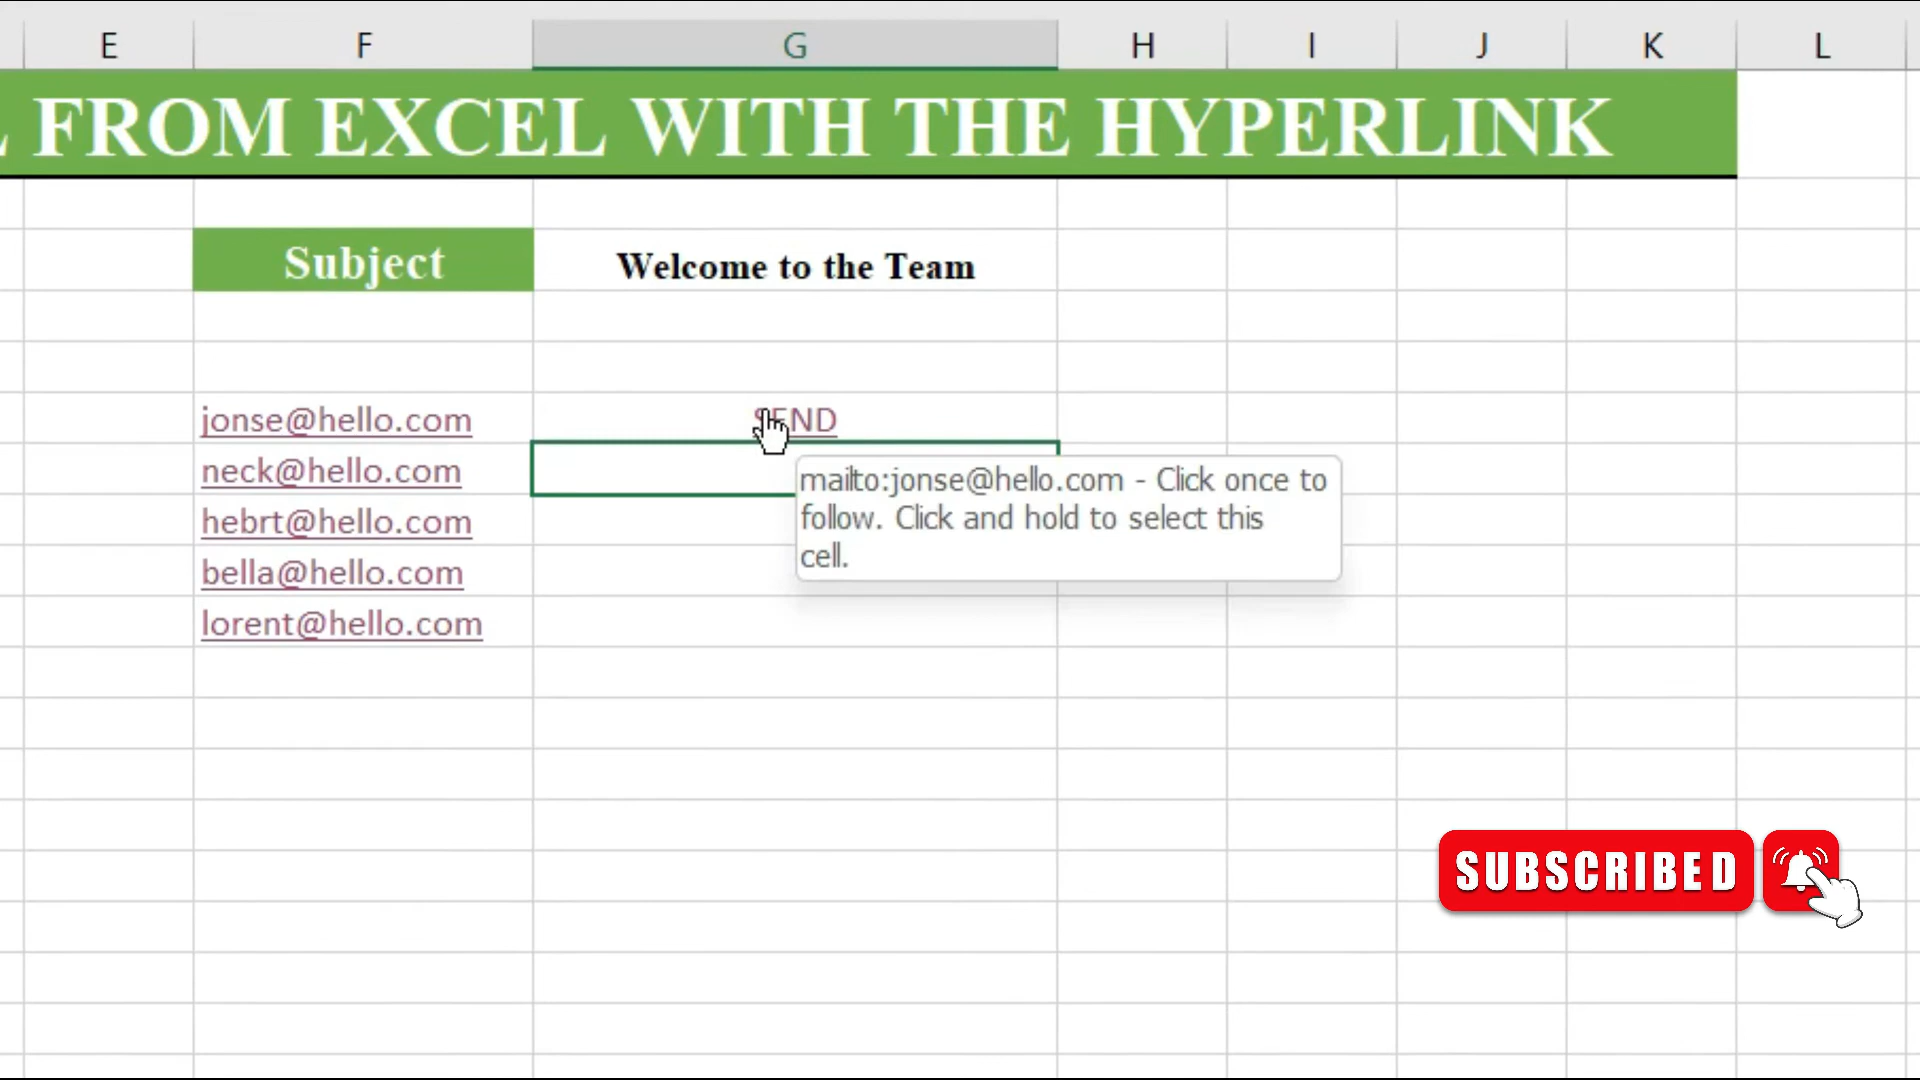 E F G H I J K L
FROM EXCEL WITH THE HYPERLINK
Subject Welcome to the Team
jonse@hello.com SEND
neck@hello.com
hebrt@hello.com
bella@hello.com
lorent@hello.com
mailto:jonse@hello.com - Click once to
follow. Click and hold to select this
cell.
SUBSCRIBED